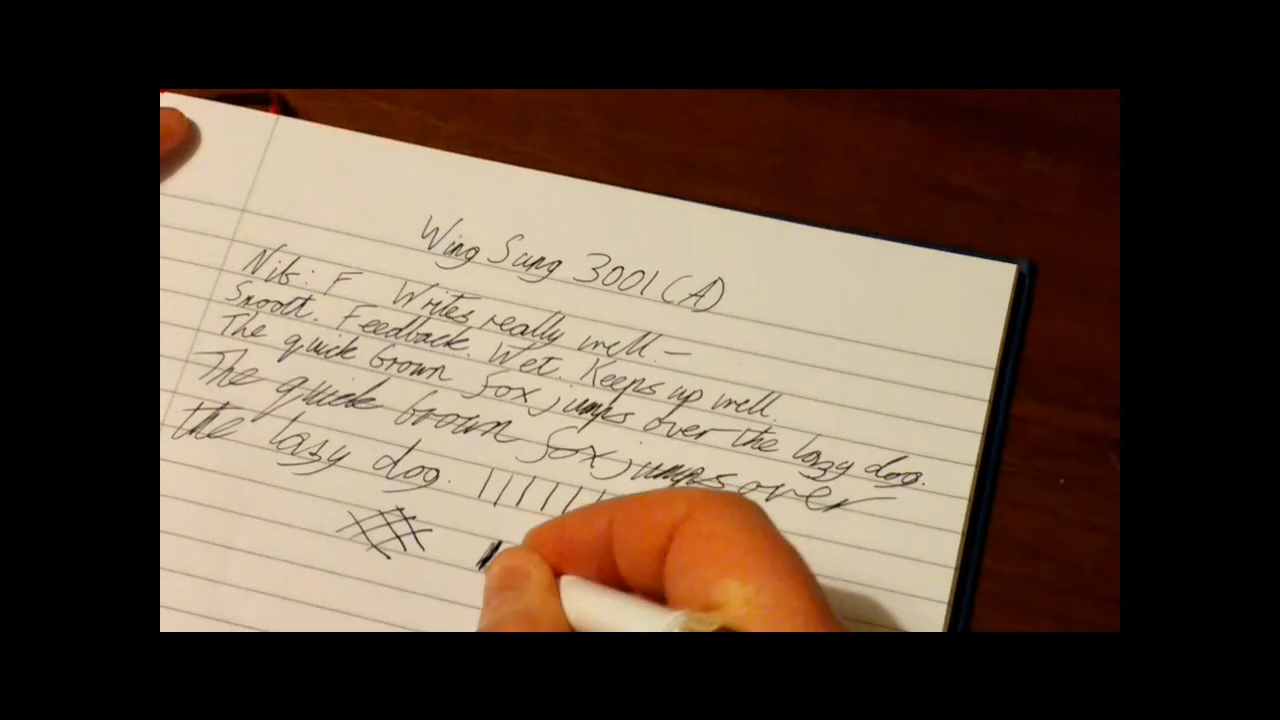 Wing Sung 3001 (A)
Nib: F Writes really well –
Smooth. Feedback. Wet. Keeps up well.
The quick brown fox jumps over the lazy dog.
The quick brown fox jumps over
the lazy dog.